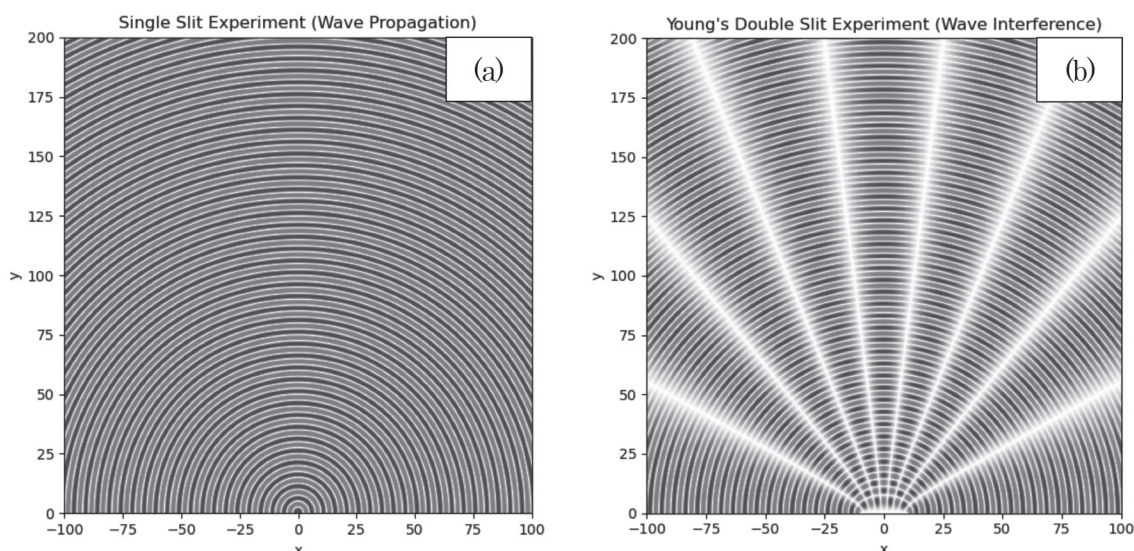 Single Slit Experiment (Wave Propagation)
(a)
200
175
150
125
100
75
50
25
0
y
−100 −75 −50 −25 0 25 50 75 100
x
Young's Double Slit Experiment (Wave Interference)
(b)
200
175
150
125
100
75
50
25
0
y
−100 −75 −50 −25 0 25 50 75 100
x